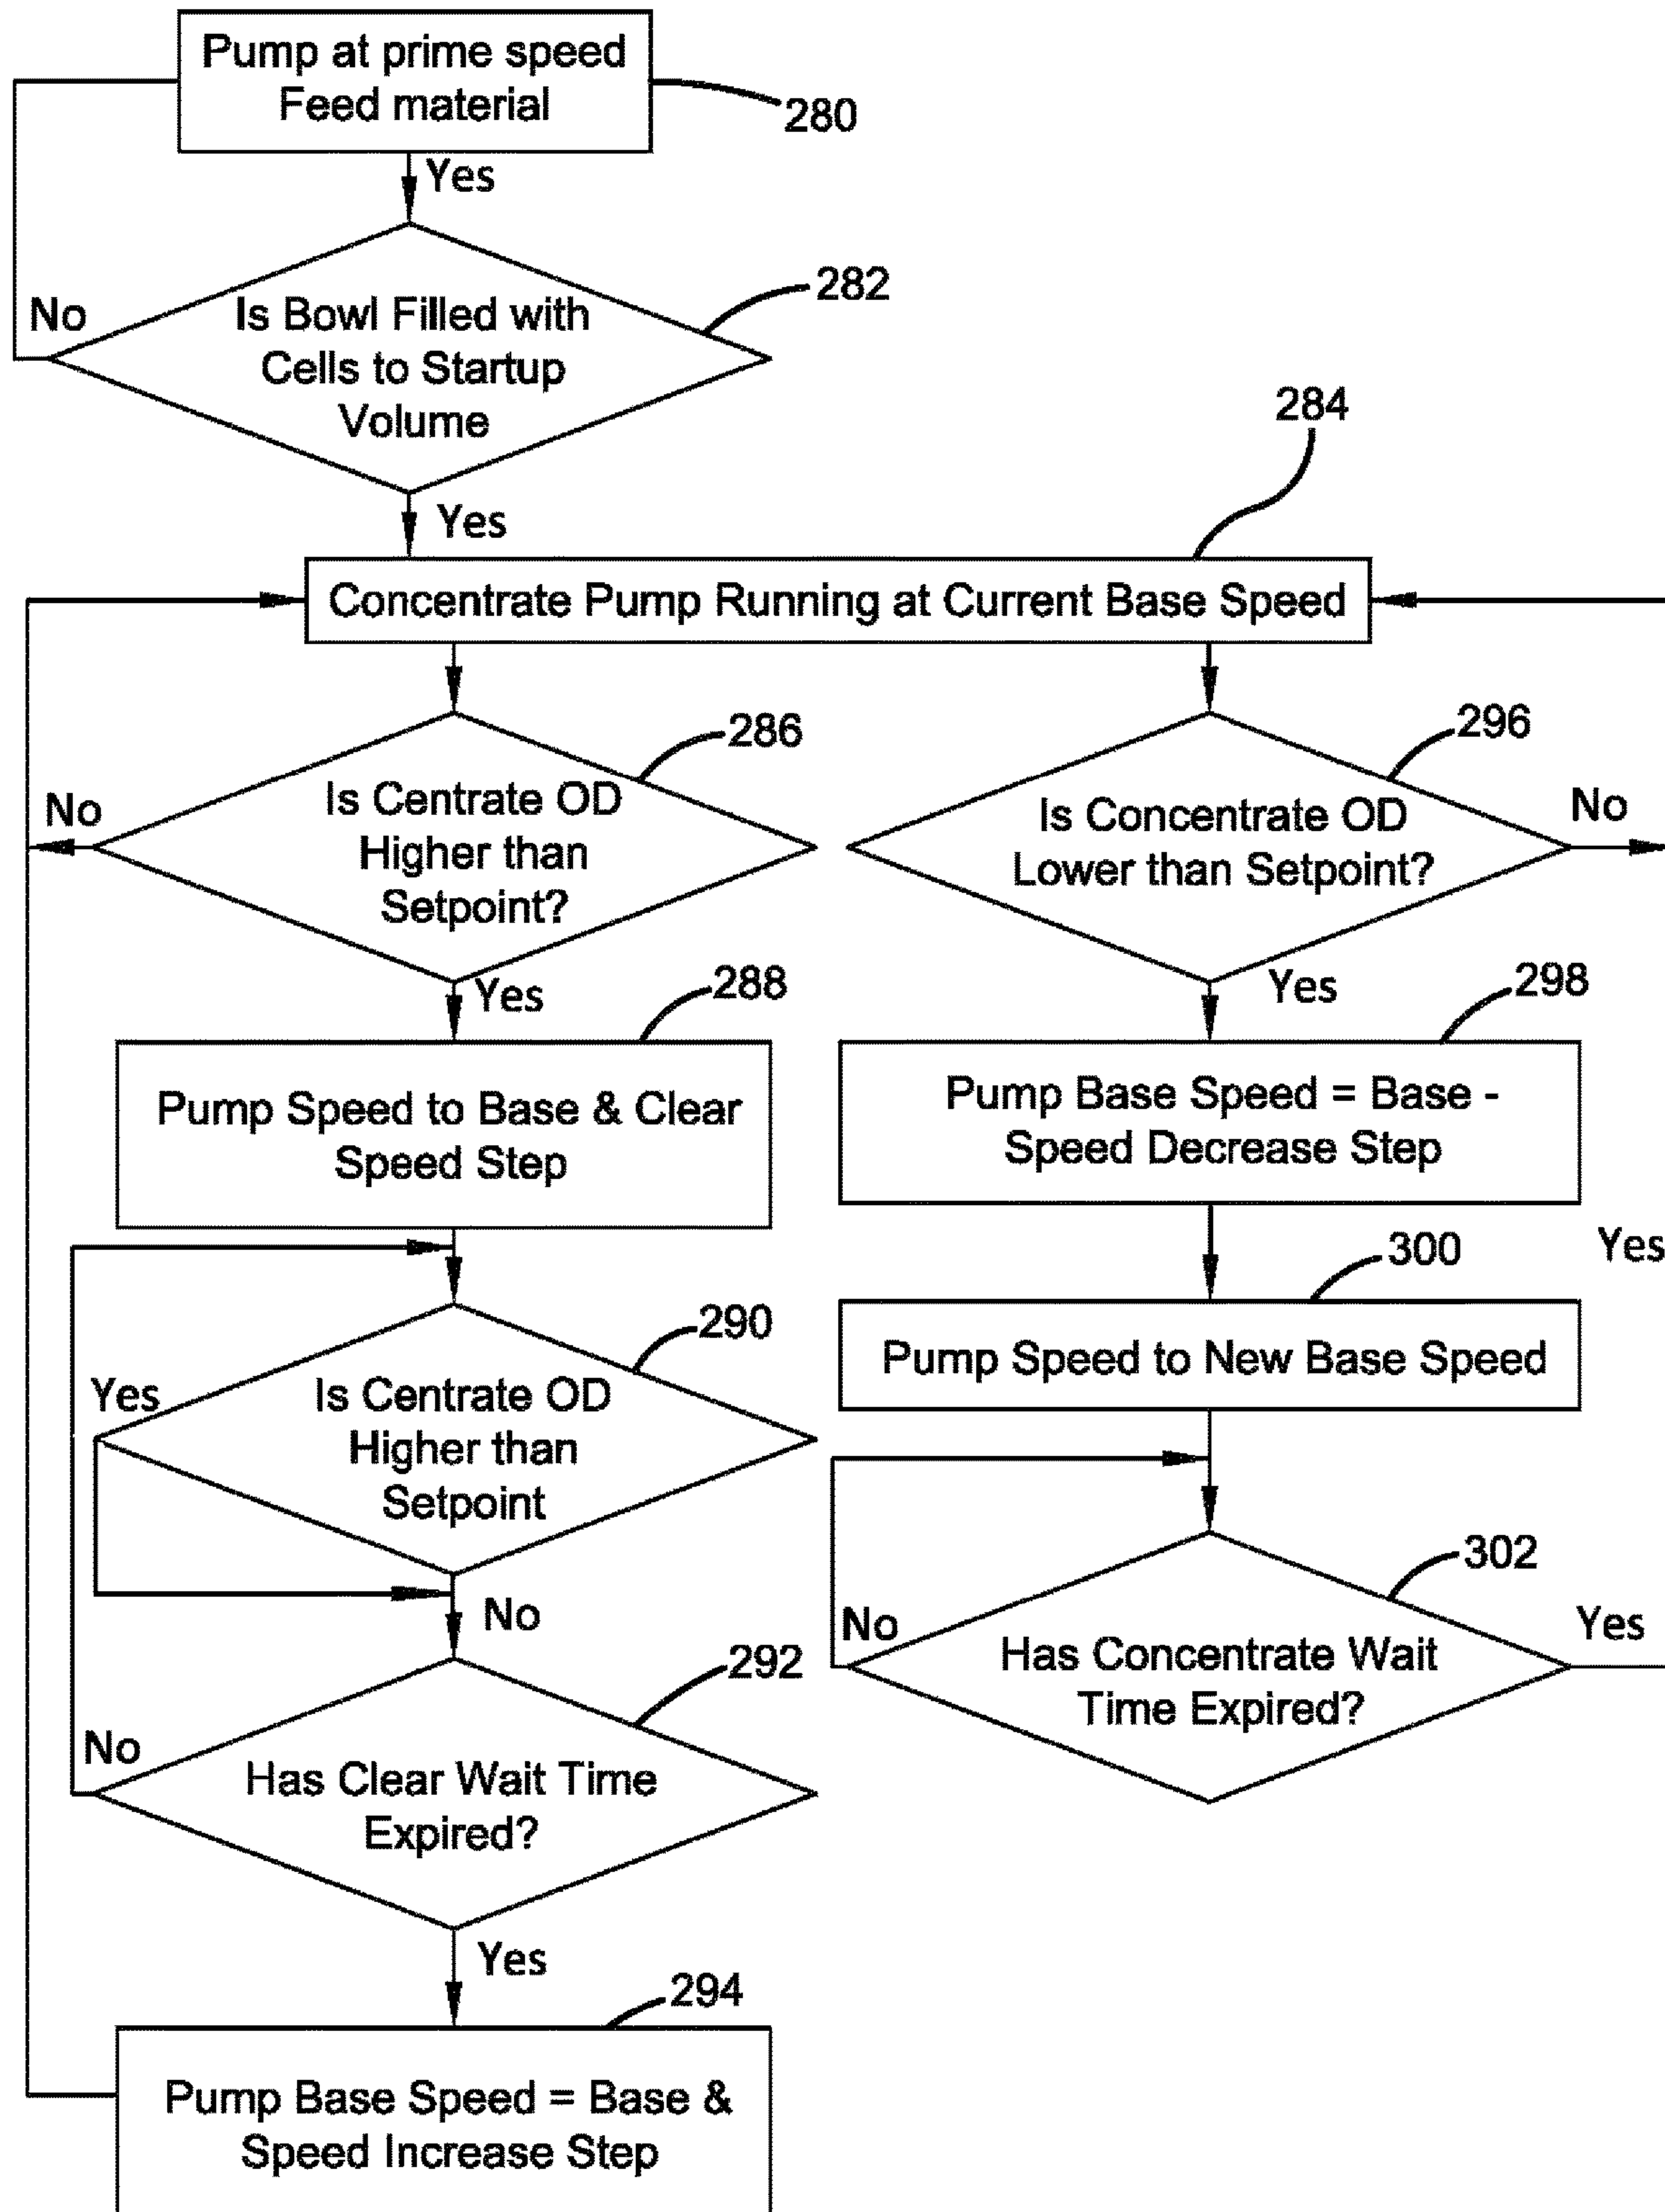 Pump at prime speed
Feed material
280
Yes
No
282
Is Bowl Filled with
Cells to Startup
Volume
284
Yes
Concentrate Pump Running at Current Base Speed
286
296
No
Is Centrate OD
Higher than
Setpoint?
Is Concentrate OD
Lower than Setpoint?
No
Yes
288
Yes
298
Pump Speed to Base & Clear
Speed Step
Pump Base Speed = Base -
Speed Decrease Step
300
Yes
290
Pump Speed to New Base Speed
Yes
Is Centrate OD
Higher than
Setpoint
302
No
No
Yes
292
Has Concentrate Wait
Time Expired?
No
Has Clear Wait Time
Expired?
Yes
294
Pump Base Speed = Base &
Speed Increase Step